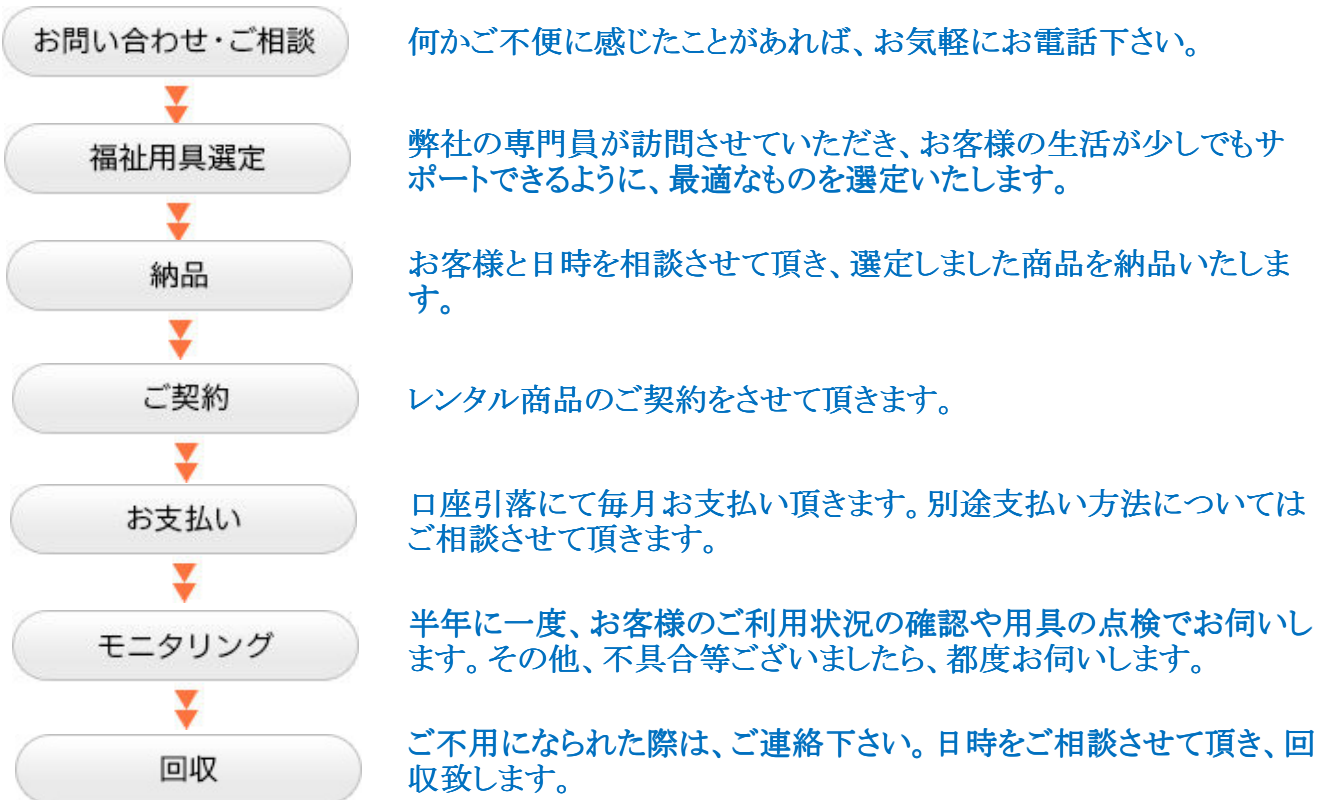 お問い合わせ・ご相談
何かご不便に感じたことがあれば、お気軽にお電話下さい。
福祉用具選定
弊社の専門員が訪問させていただき、お客様の生活が少しでもサ
ポートできるように、最適なものを選定いたします。
納品
お客様と日時を相談させて頂き、選定しました商品を納品いたしま
す。
ご契約
レンタル商品のご契約をさせて頂きます。
お支払い
口座引落にて毎月お支払い頂きます。別途支払い方法については
ご相談させて頂きます。
モニタリング
半年に一度、お客様のご利用状況の確認や用具の点検でお伺いし
ます。その他、不具合等ございましたら、都度お伺いします。
回収
ご不用になられた際は、ご連絡下さい。日時をご相談させて頂き、回
収致します。